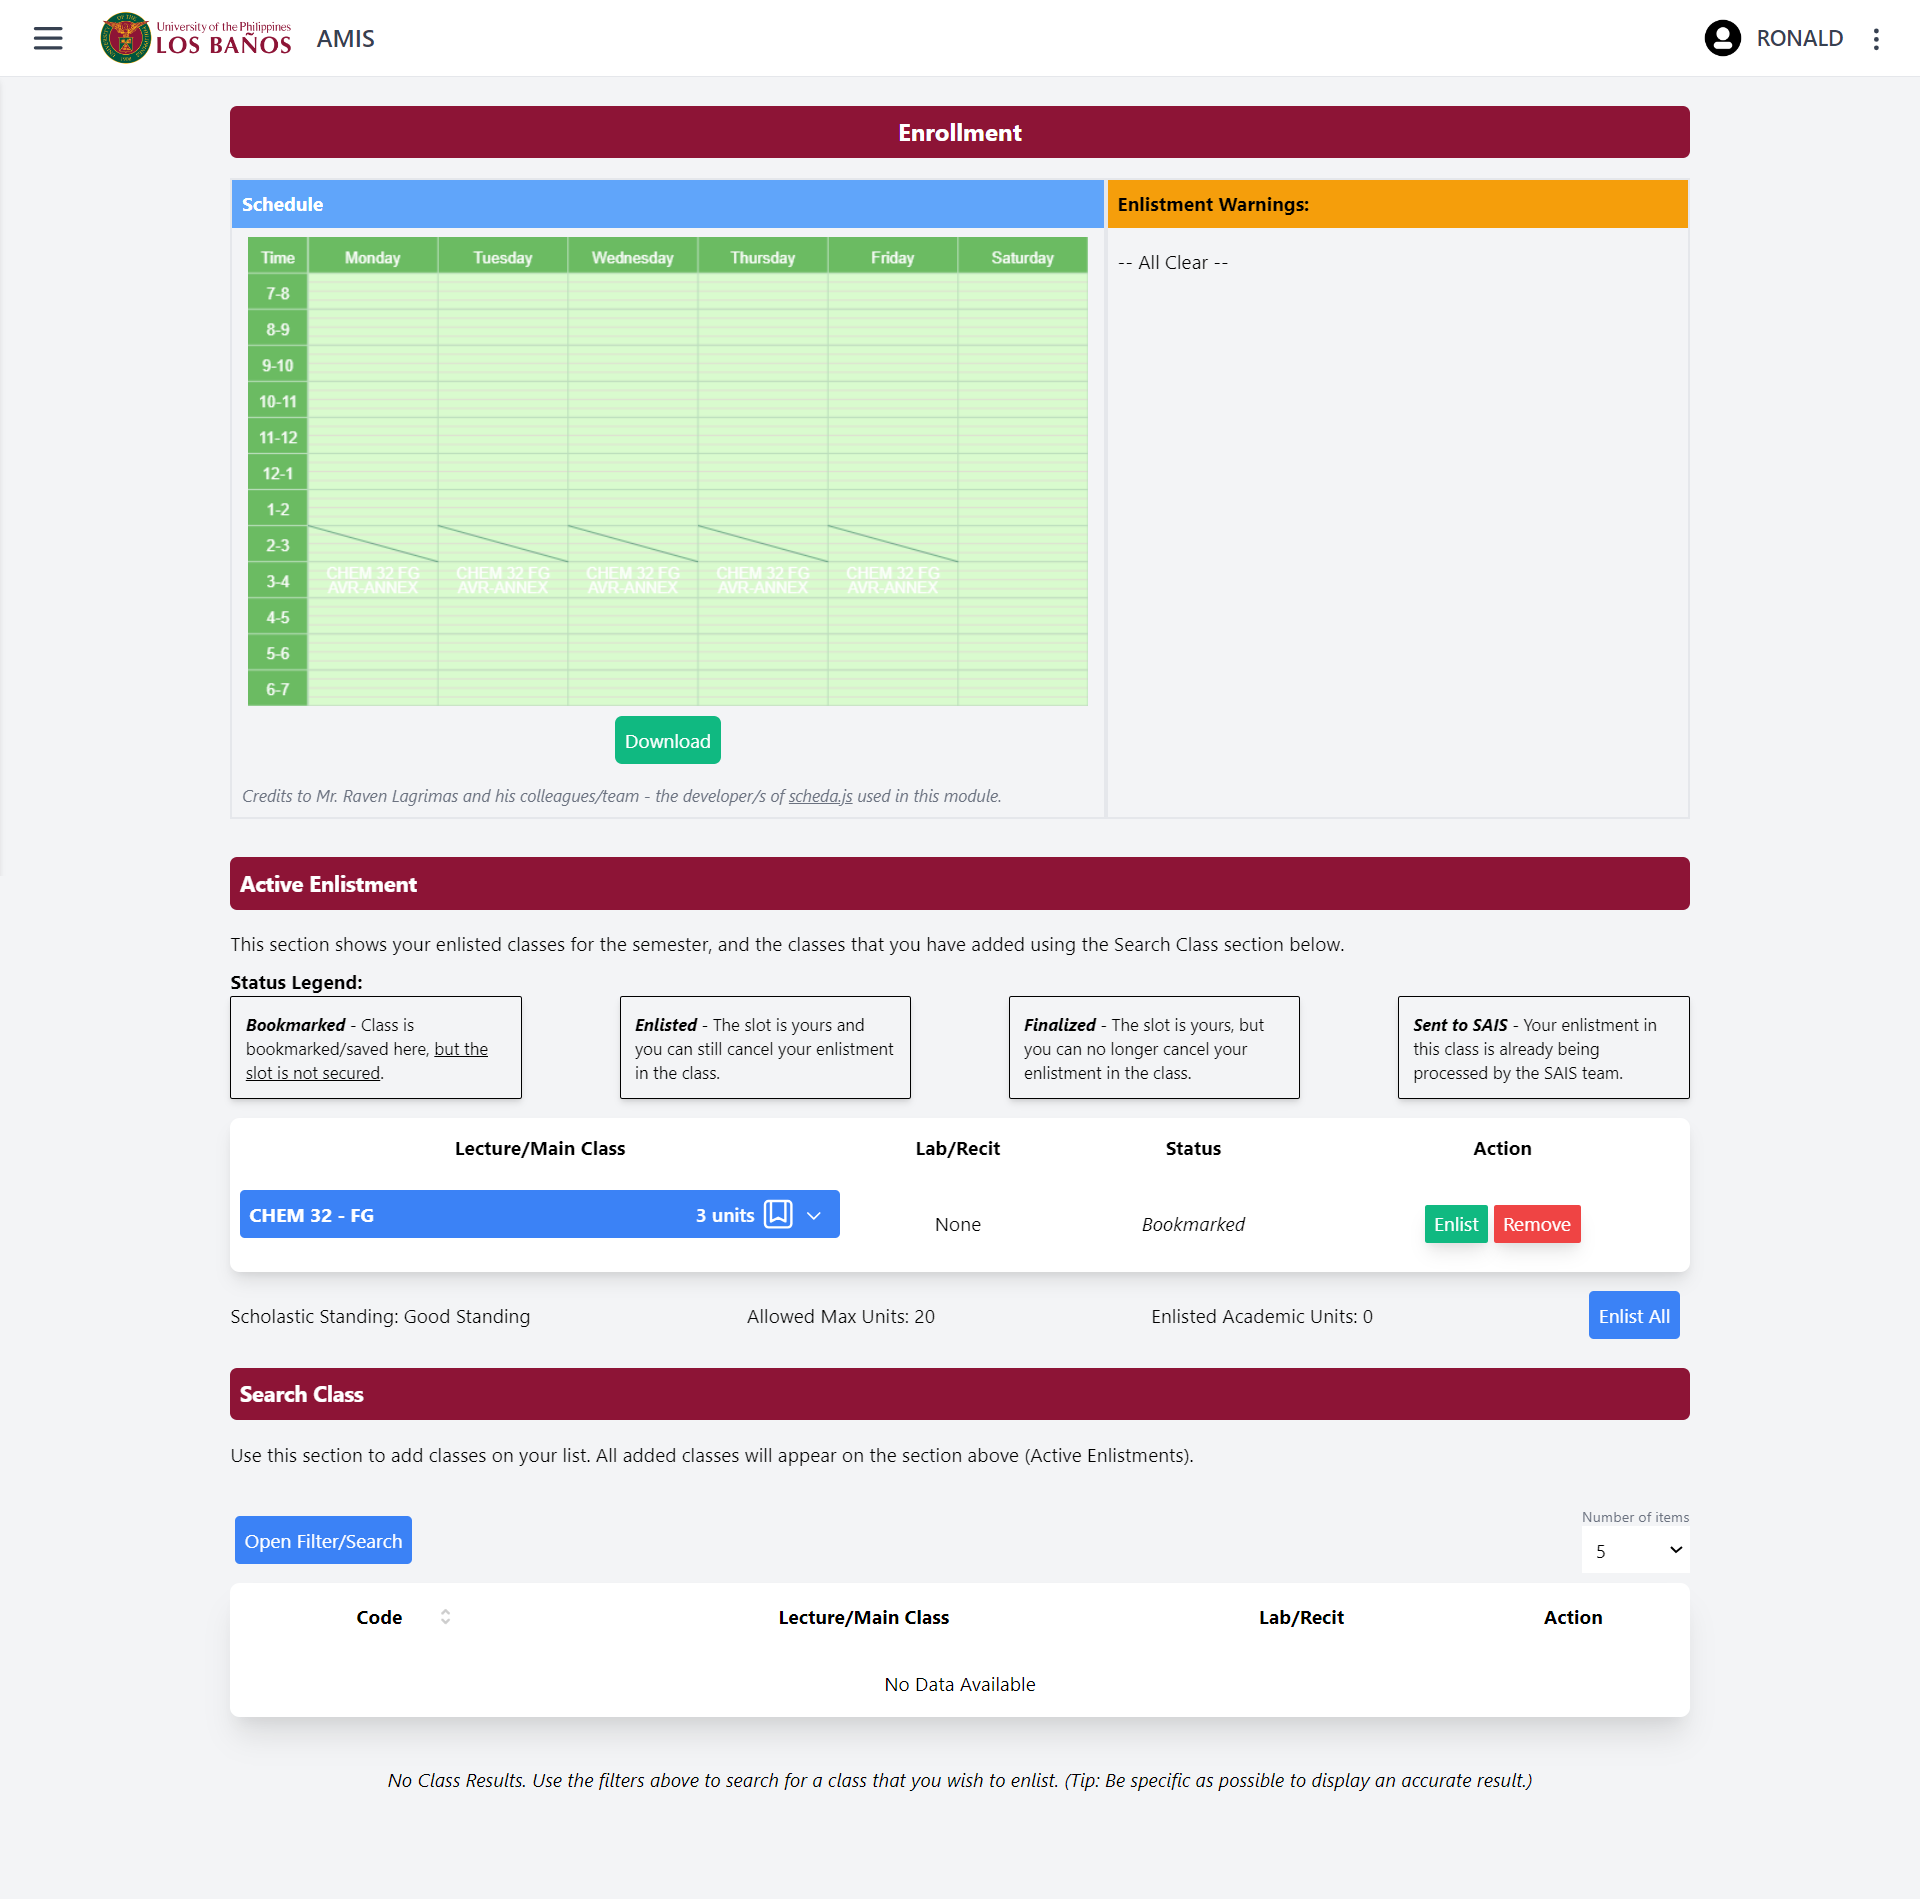 University of the Philippines
LOS BAÑOS
AMIS
RONALD
Enrollment
Schedule
Enlistment Warnings:
Time Monday Tuesday Wednesday Thursday Friday Saturday
-- All Clear --
7-8
8-9
9-10
10-11
11-12
12-1
1-2
2-3
3-4
CHEM 32 FG CHEM 32 FG CHEM 32 FG CHEM 32 FG CHEM 32 FG
AVR-ANNEX AVR-ANNEX AVR-ANNEX AVR-ANNEX AVR-ANNEX
4-5
5-6
6-7
Download
Credits to Mr. Raven Lagrimas and his colleagues/team - the developer/s of scheda.js used in this module.
Active Enlistment
This section shows your enlisted classes for the semester, and the classes that you have added using the Search Class section below.
Status Legend:
Bookmarked - Class is
bookmarked/saved here, but the
slot is not secured.
Enlisted - The slot is yours and
you can still cancel your enlistment
in the class.
Finalized - The slot is yours, but
you can no longer cancel your
enlistment in the class.
Sent to SAIS - Your enlistment in
this class is already being
processed by the SAIS team.
Lecture/Main Class Lab/Recit Status Action
CHEM 32 - FG 3 units None Bookmarked Enlist Remove
Scholastic Standing: Good Standing Allowed Max Units: 20 Enlisted Academic Units: 0 Enlist All
Search Class
Use this section to add classes on your list. All added classes will appear on the section above (Active Enlistments).
Number of items
Open Filter/Search
5
Code Lecture/Main Class Lab/Recit Action
No Data Available
No Class Results. Use the filters above to search for a class that you wish to enlist. (Tip: Be specific as possible to display an accurate result.)